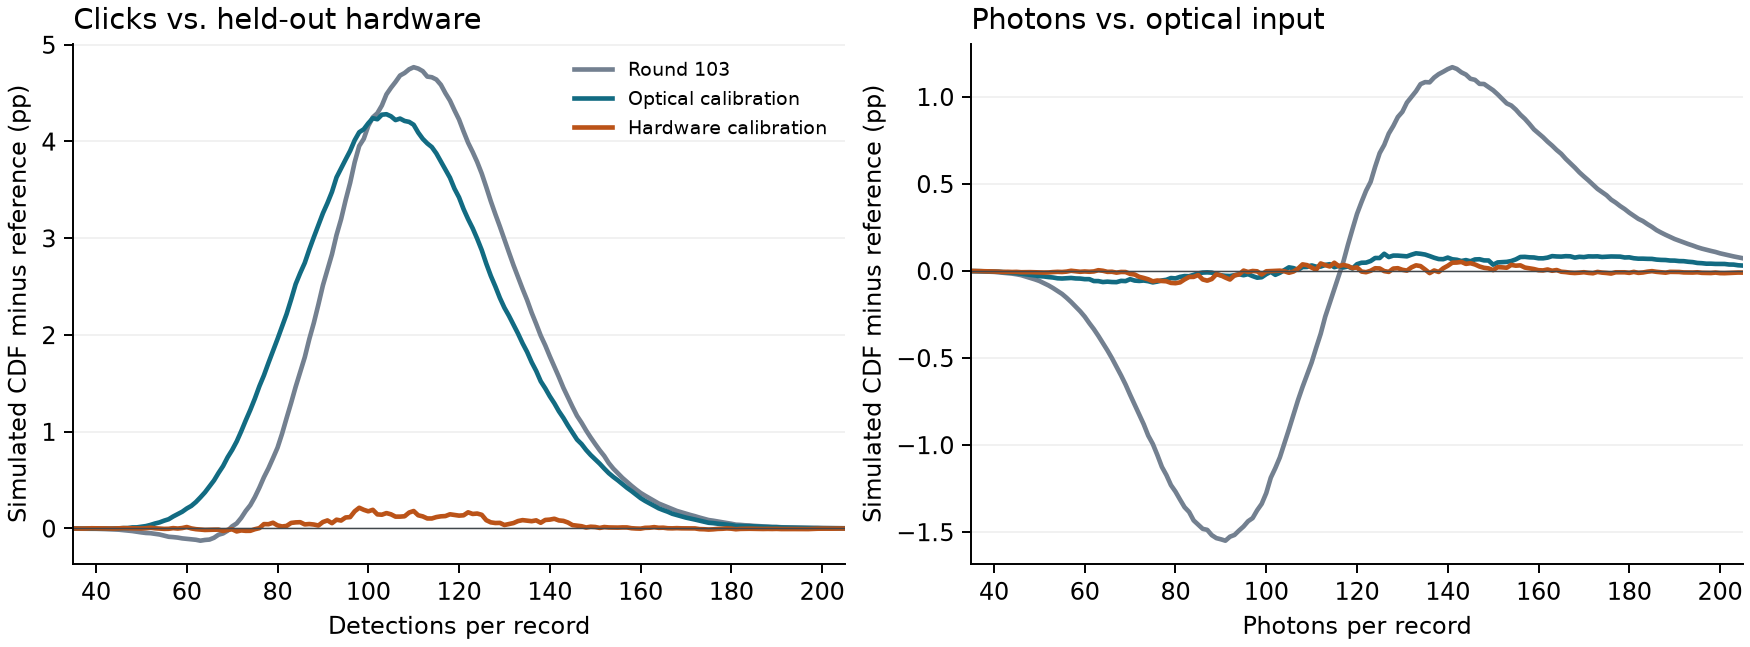 Clicks vs. held-out hardware
Simulated CDF minus reference (pp)
5
4
3
2
1
0
Round 103
Optical calibration
Hardware calibration
40 60 80 100 120 140 160 180 200
Detections per record
Photons vs. optical input
Simulated CDF minus reference (pp)
1.0
0.5
0.0
−0.5
−1.0
−1.5
40 60 80 100 120 140 160 180 200
Photons per record